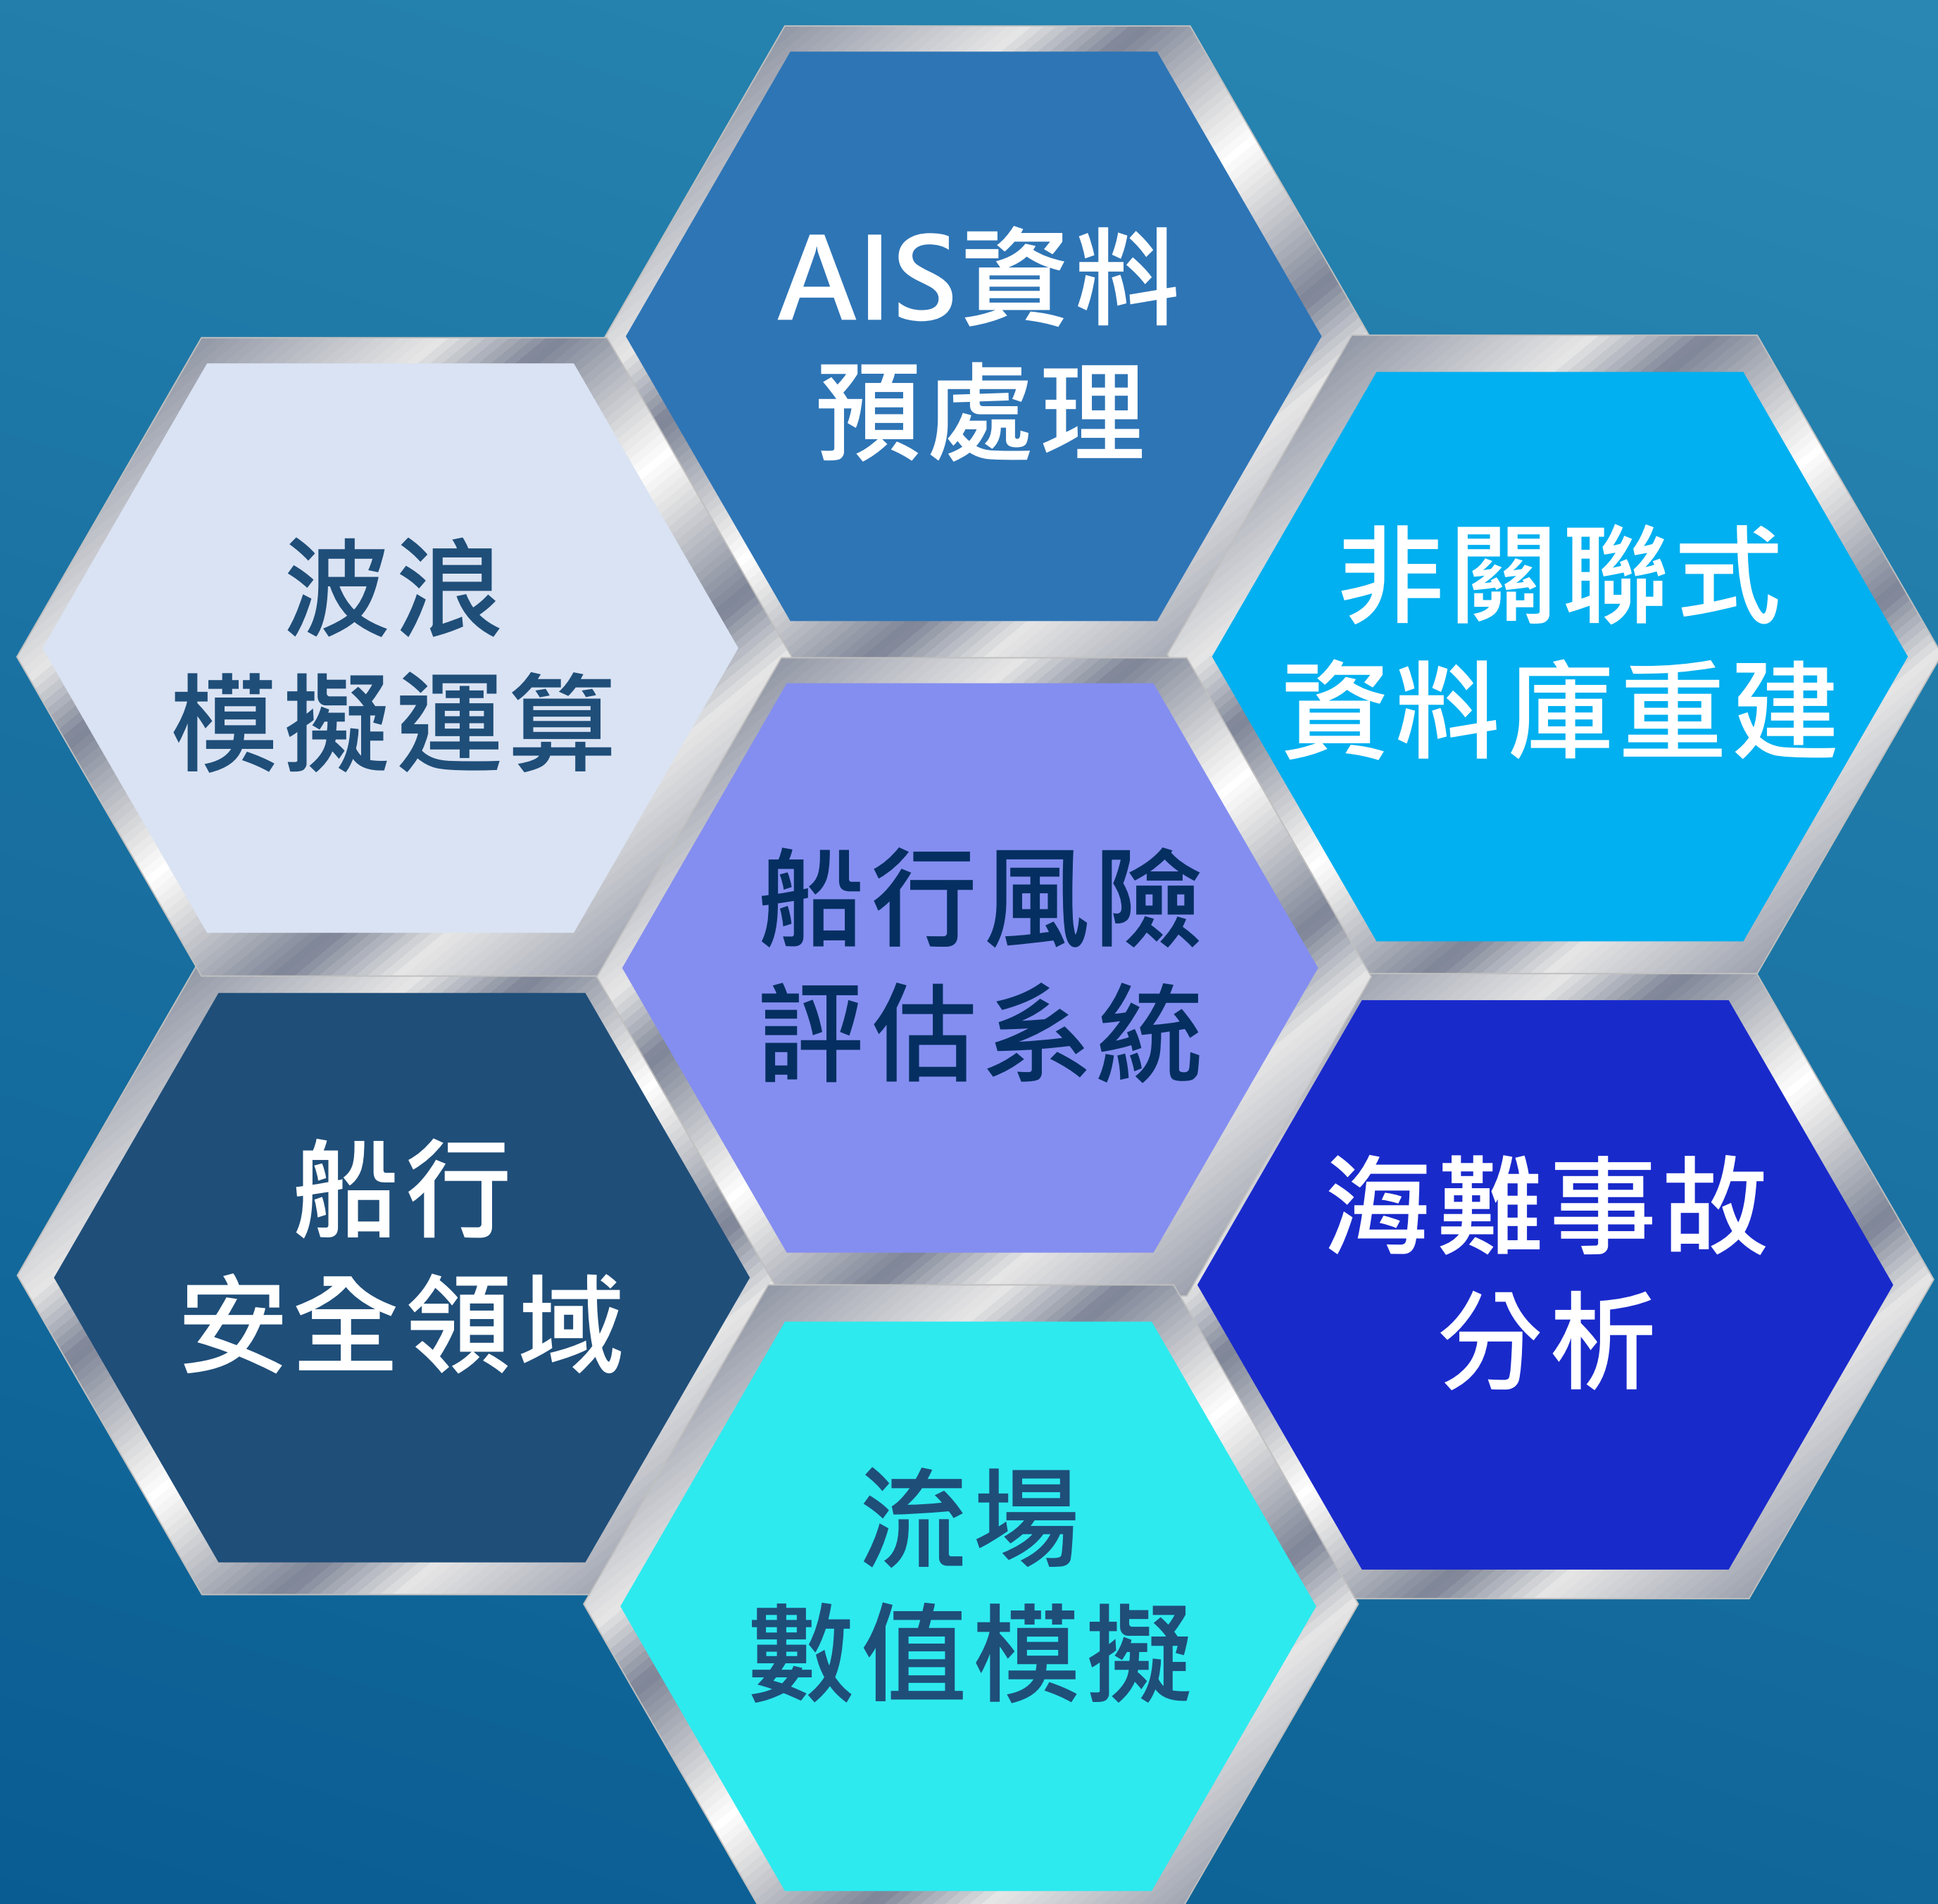 AIS資料
預處理
波浪
模擬運算
非關聯式
資料庫重建
船行風險
評估系統
船行
安全領域
海難事故
分析
流場
數值模擬